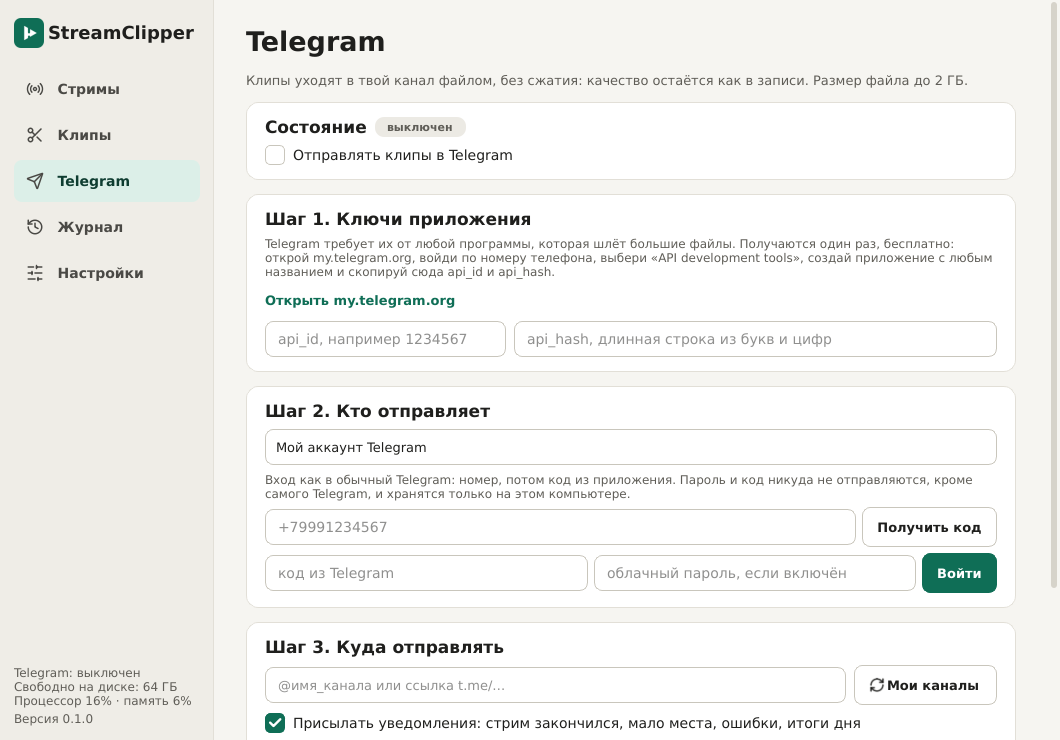 StreamClipper
Стримы
Клипы
Telegram
Журнал
Настройки
Telegram: выключен
Свободно на диске: 64 ГБ
Процессор 16% · память 6%
Версия 0.1.0
Telegram
Клипы уходят в твой канал файлом, без сжатия: качество остаётся как в записи. Размер файла до 2 ГБ.
Состояние выключен
Отправлять клипы в Telegram
Шаг 1. Ключи приложения
Telegram требует их от любой программы, которая шлёт большие файлы. Получаются один раз, бесплатно:
открой my.telegram.org, войди по номеру телефона, выбери «API development tools», создай приложение с любым
названием и скопируй сюда api_id и api_hash.
Открыть my.telegram.org
api_id, например 1234567 api_hash, длинная строка из букв и цифр
Шаг 2. Кто отправляет
Мой аккаунт Telegram
Вход как в обычный Telegram: номер, потом код из приложения. Пароль и код никуда не отправляются, кроме
самого Telegram, и хранятся только на этом компьютере.
+79991234567 Получить код
код из Telegram облачный пароль, если включён Войти
Шаг 3. Куда отправлять
@имя_канала или ссылка t.me/... Мои каналы
Присылать уведомления: стрим закончился, мало места, ошибки, итоги дня